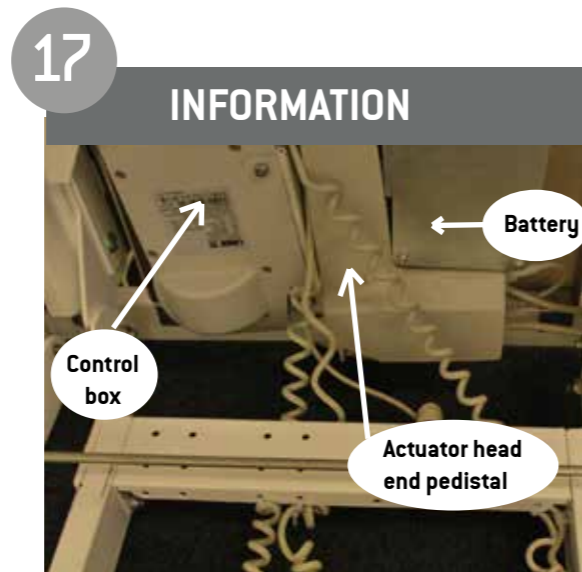 17
INFORMATION
Battery
Control
box
Actuator head
end pedistal